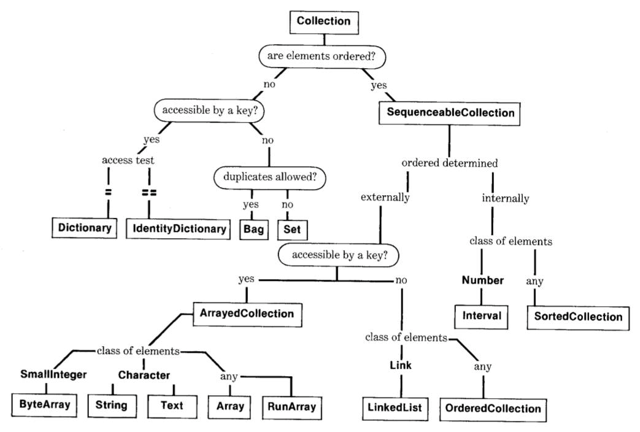 Collection
are elements ordered?
no
yes
accessible by a key?
SequenceableCollection
yes
no
access test
ordered determined
=
==
duplicates allowed?
yes
no
externally
internally
Dictionary
IdentityDictionary
Bag
Set
class of elements
accessible by a key?
yes
no
Number
any
ArrayedCollection
Interval
SortedCollection
class of elements
class of elements
SmallInteger
Character
any
Link
any
ByteArray
String
Text
Array
RunArray
LinkedList
OrderedCollection